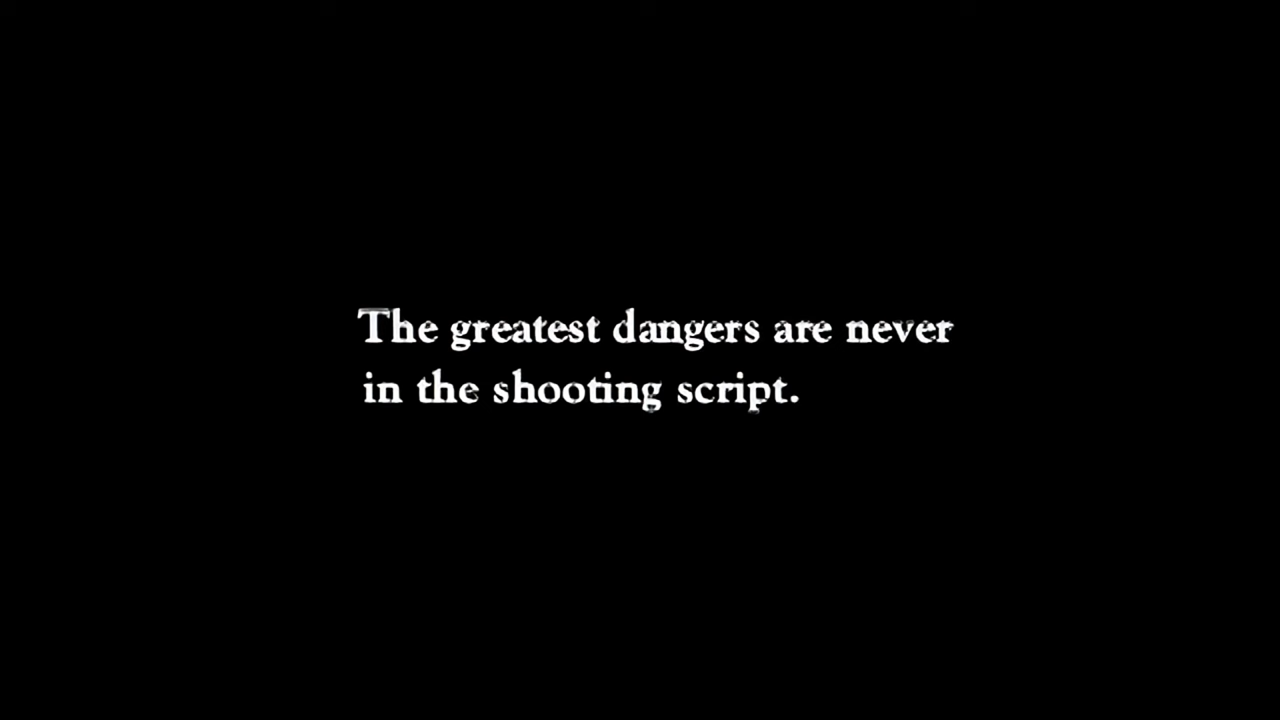 The greatest dangers are never
in the shooting script.